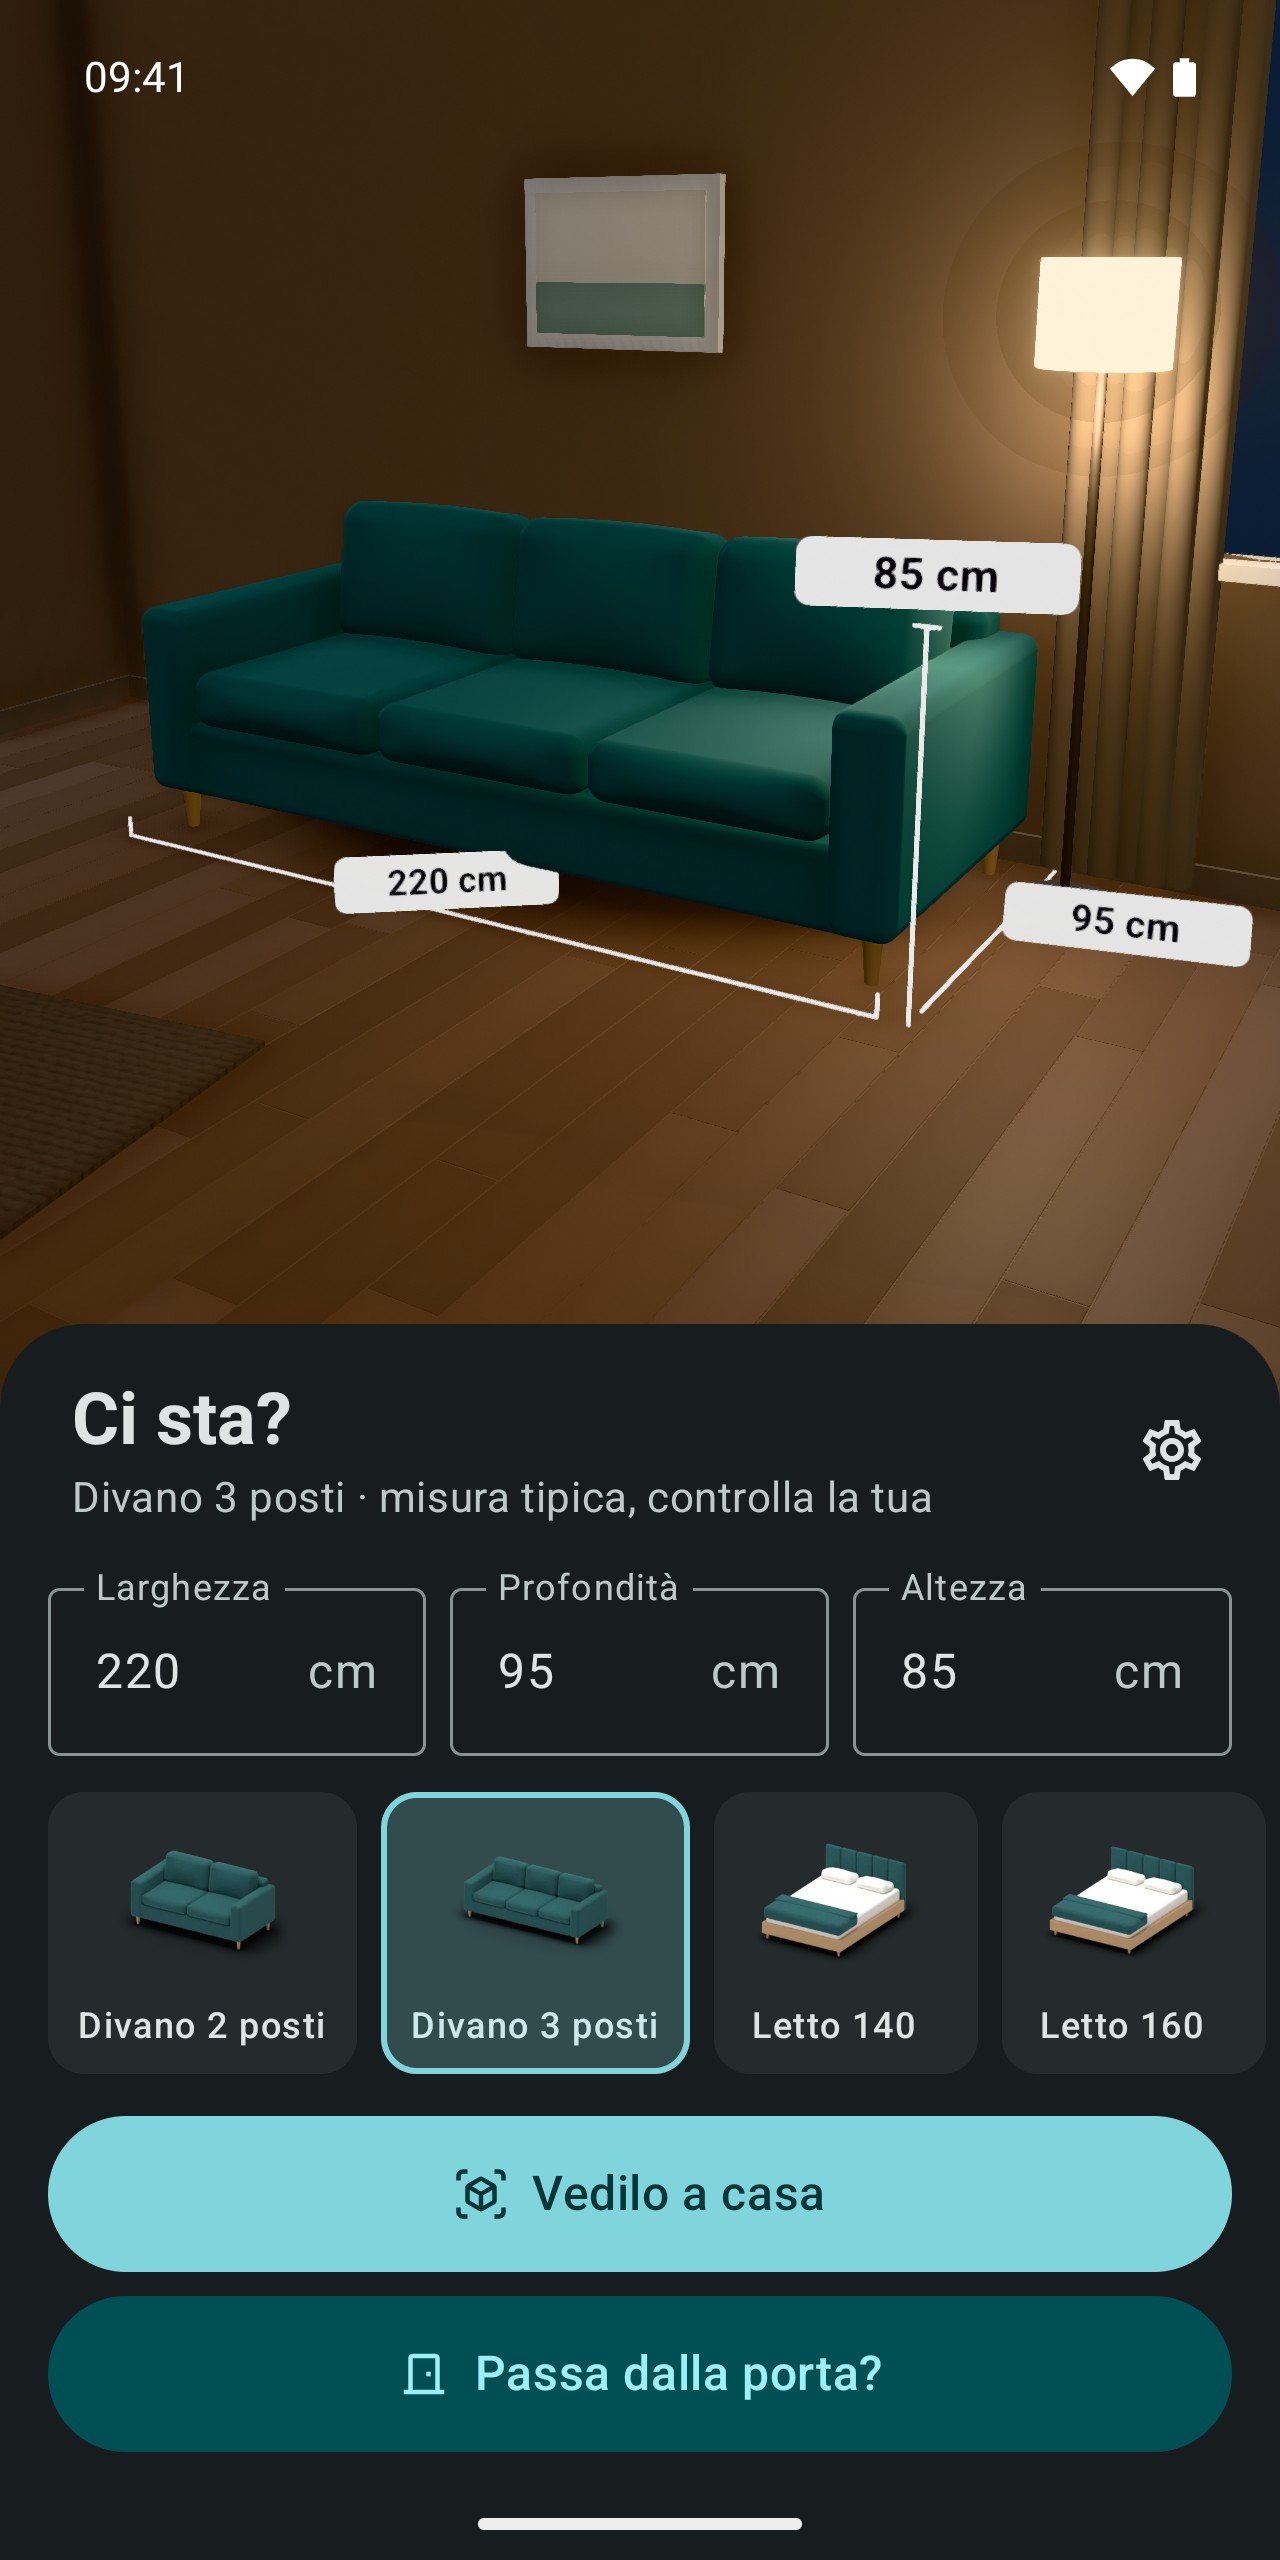 09:41
85 cm
220 cm
95 cm
Ci sta?
Divano 3 posti · misura tipica, controlla la tua
Larghezza
Profondità
Altezza
220 cm
95 cm
85 cm
Divano 2 posti
Divano 3 posti
Letto 140
Letto 160
Vedilo a casa
Passa dalla porta?